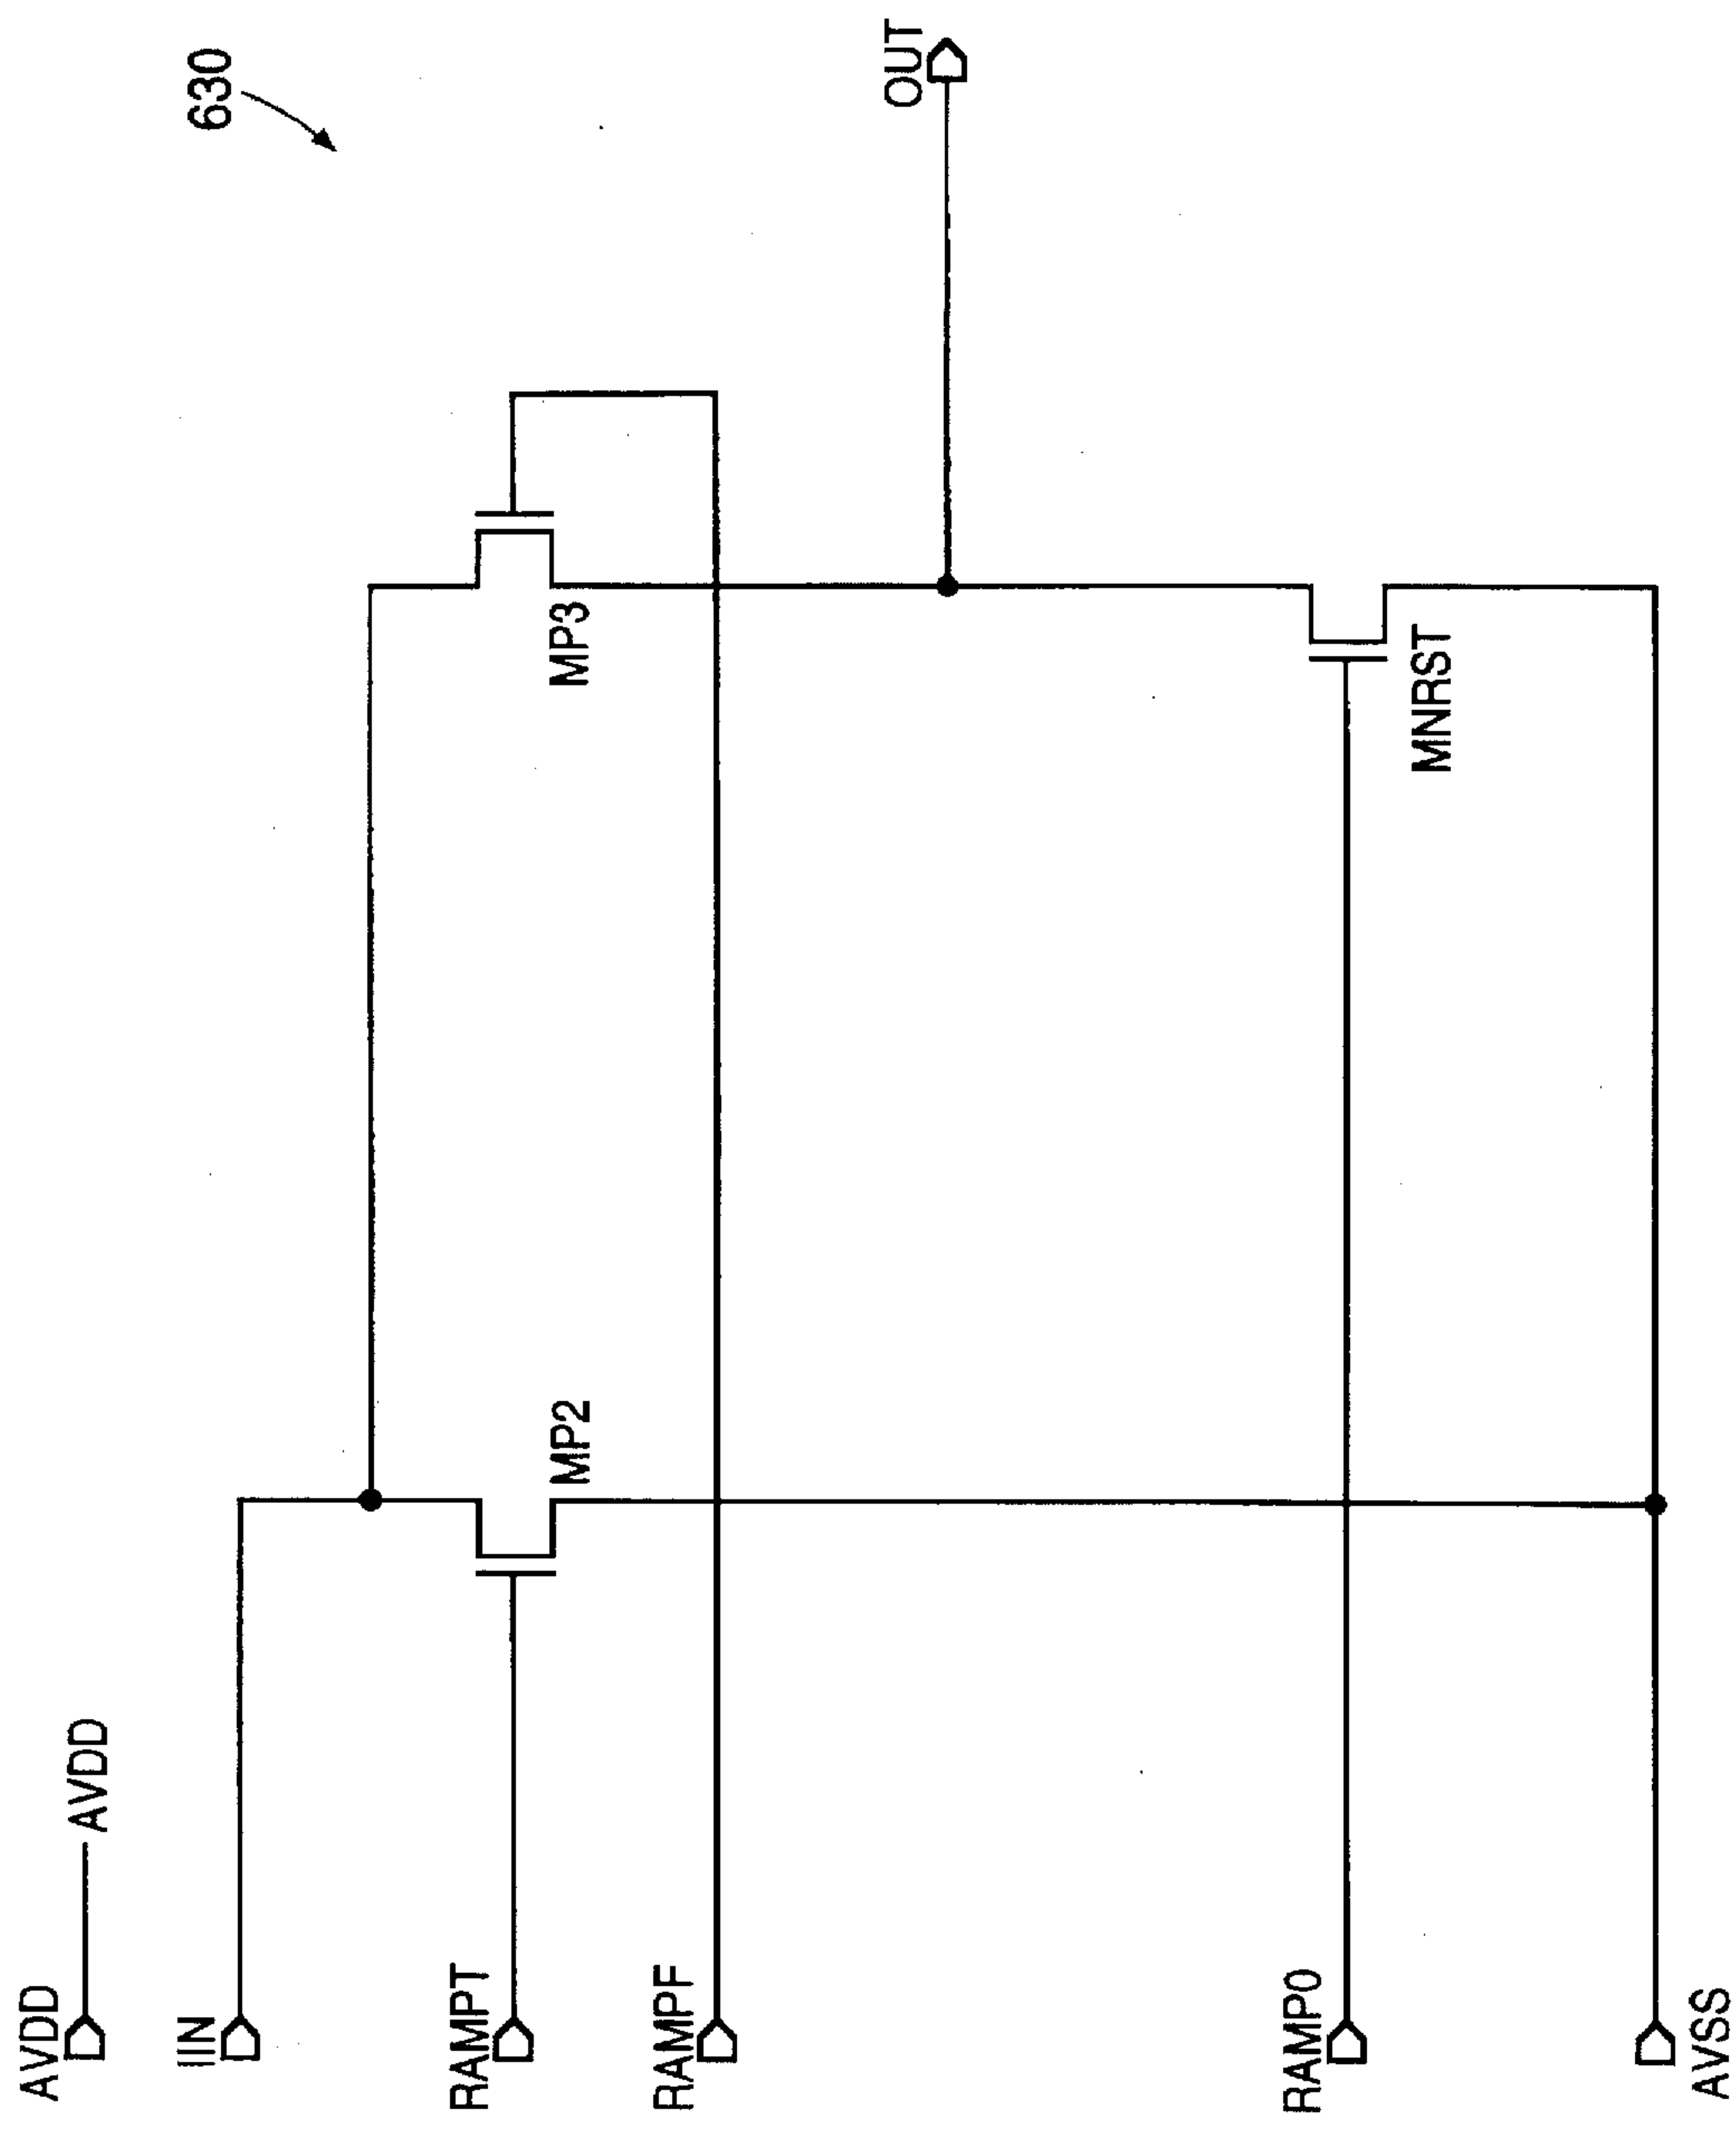 630
AVDD
AVDD
IIN
RAMPT
RAMPF
RAMP0
AVSS
MP2
MP3
MNRST
OUT